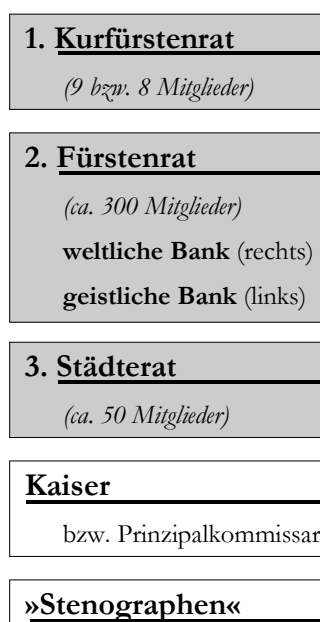 1. Kurfürstenrat
(9 bzw. 8 Mitglieder)
2. Fürstenrat
(ca. 300 Mitglieder)
weltliche Bank (rechts)
geistliche Bank (links)
3. Städterat
(ca. 50 Mitglieder)
Kaiser
bzw. Prinzipalkommissar
»Stenographen«